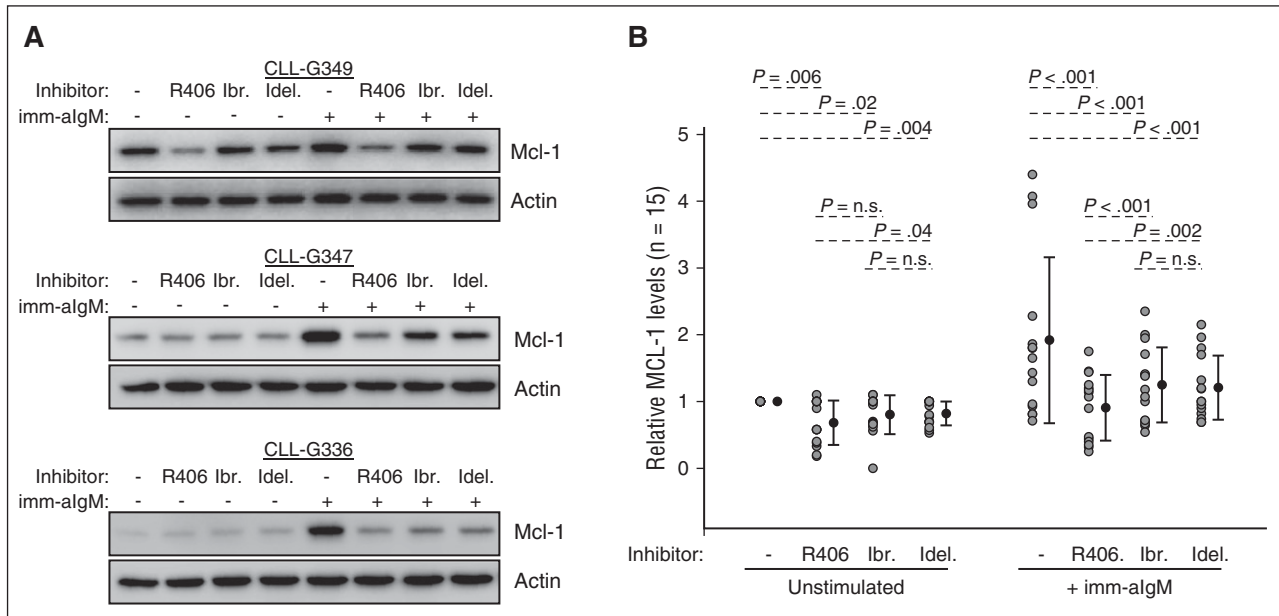 A
CLL-G349
Inhibitor: - R406 Ibr. Idel. - R406 Ibr. Idel.
imm-aIgM: - - - - + + + +
Mcl-1
Actin
CLL-G347
Inhibitor: - R406 Ibr. Idel. - R406 Ibr. Idel.
imm-aIgM: - - - - + + + +
Mcl-1
Actin
CLL-G336
Inhibitor: - R406 Ibr. Idel. - R406 Ibr. Idel.
imm-aIgM: - - - - + + + +
Mcl-1
Actin
B
P = .006 P < .001
P = .02 P < .001
P = .004 P < .001
P = n.s. P < .001
P = .04 P = .002
P = n.s. P = n.s.
Relative MCL-1 levels (n = 15)
5
4
3
2
1
0
Inhibitor: - R406 Ibr. Idel. - R406. Ibr. Idel.
Unstimulated + imm-aIgM